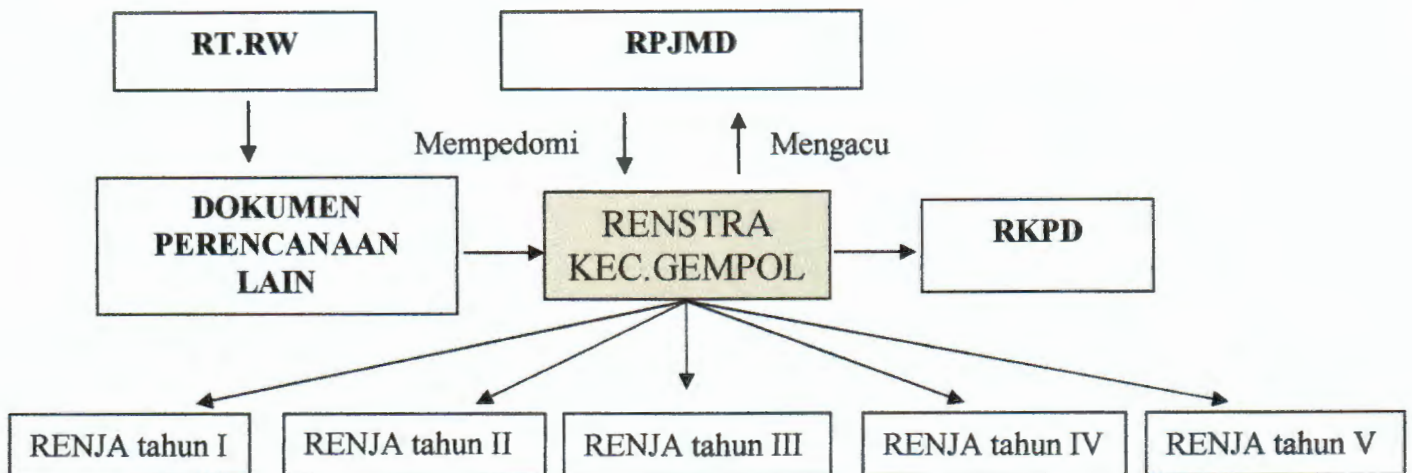 RT.RW
RPJMD
Mempedomi
Mengacu
DOKUMEN
PERENCANAAN
LAIN
RENSTRA
KEC.GEMPOL
RKPD
RENJA tahun I
RENJA tahun II
RENJA tahun III
RENJA tahun IV
RENJA tahun V